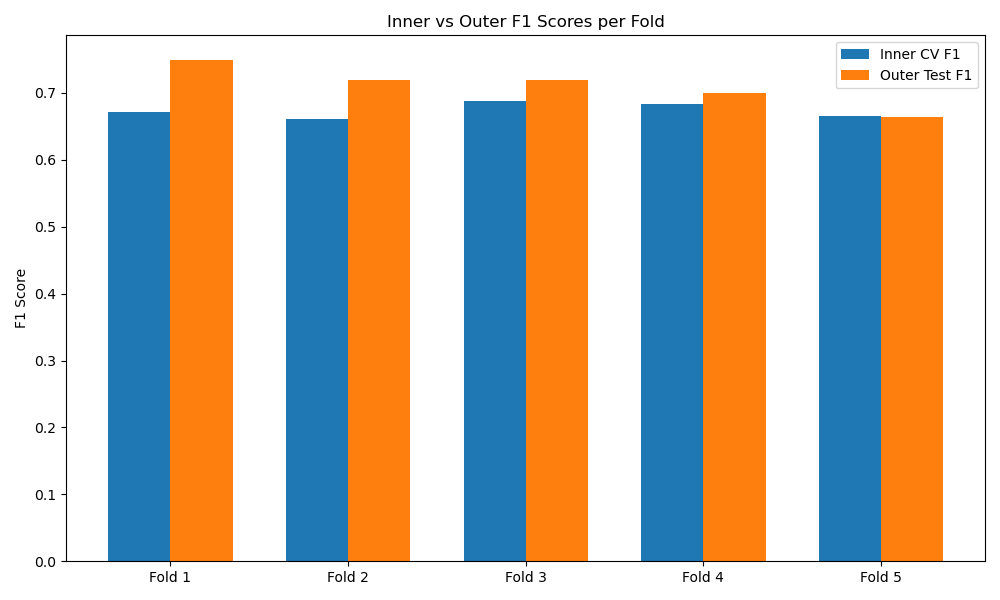 Inner vs Outer F1 Scores per Fold
Inner CV F1
Outer Test F1
F1 Score
0.7
0.6
0.5
0.4
0.3
0.2
0.1
0.0
Fold 1
Fold 2
Fold 3
Fold 4
Fold 5